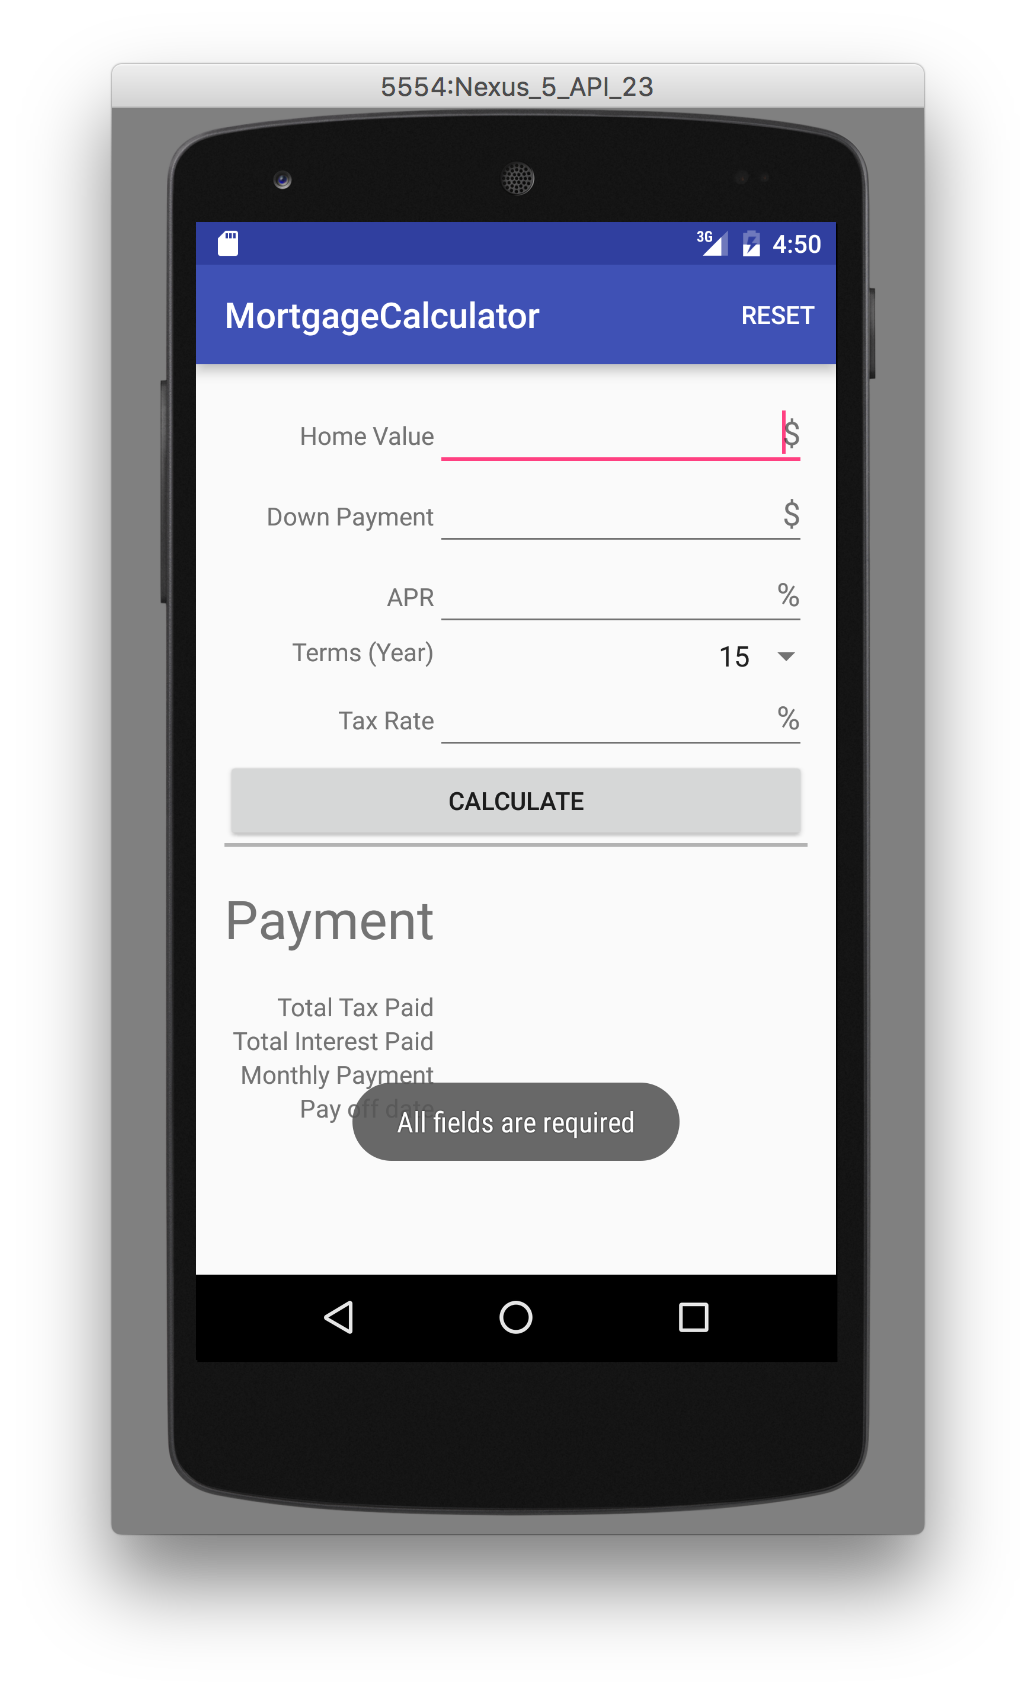 5554:Nexus_5_API_23
3G 4:50
MortgageCalculator RESET
Home Value $
Down Payment $
APR %
Terms (Year) 15
Tax Rate %
CALCULATE
Payment
Total Tax Paid
Total Interest Paid
Monthly Payment
Pay off date
All fields are required